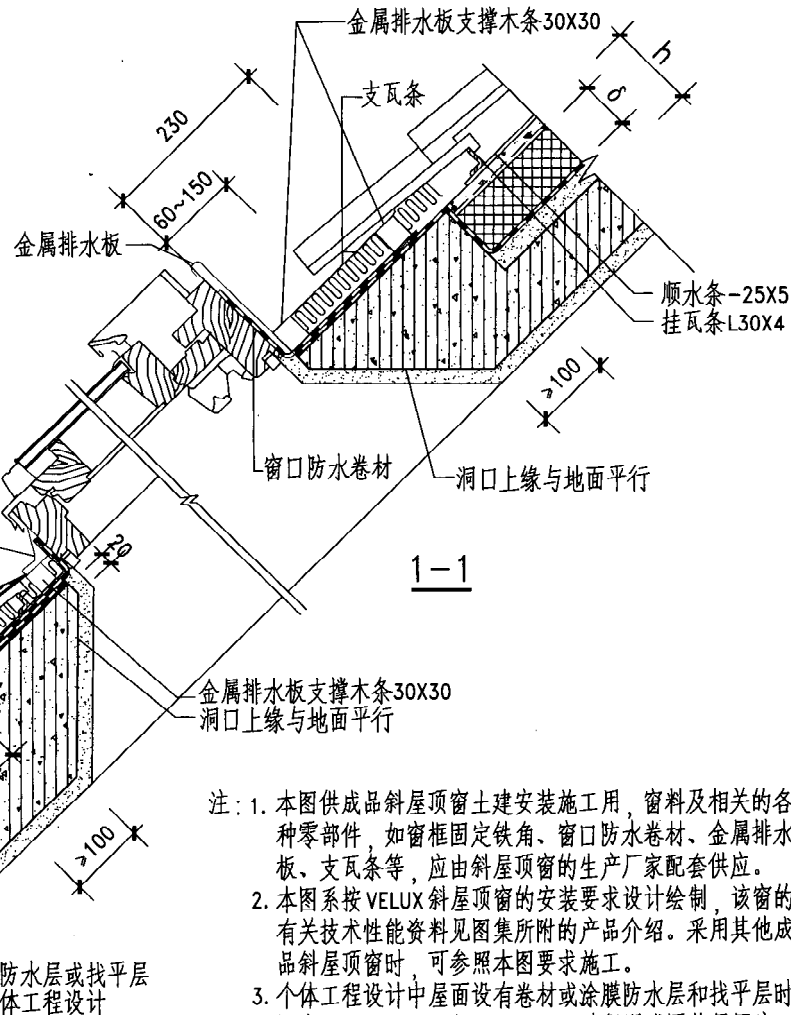 金属排水板支撑木条30X30
h
支瓦条
δ
230
60~150
金属排水板
顺水条-25X5
挂瓦条L30X4
≥100
窗口防水卷材
洞口上缘与地面平行
20
1-1
金属排水板支撑木条30X30
洞口上缘与地面平行
≥100
注：1. 本图供成品斜屋顶窗土建安装施工用，窗料及相关的各
种零部件，如窗框固定铁角、窗口防水卷材、金属排水
板、支瓦条等，应由斜屋顶窗的生产厂家配套供应。
2. 本图系按VELUX斜屋顶窗的安装要求设计绘制，该窗的
有关技术性能资料见图集所附的产品介绍。采用其他成
品斜屋顶窗时，可参照本图要求施工。
防水层或找平层
体工程设计
3. 个体工程设计中屋面设有卷材或涂膜防水层和找平层时